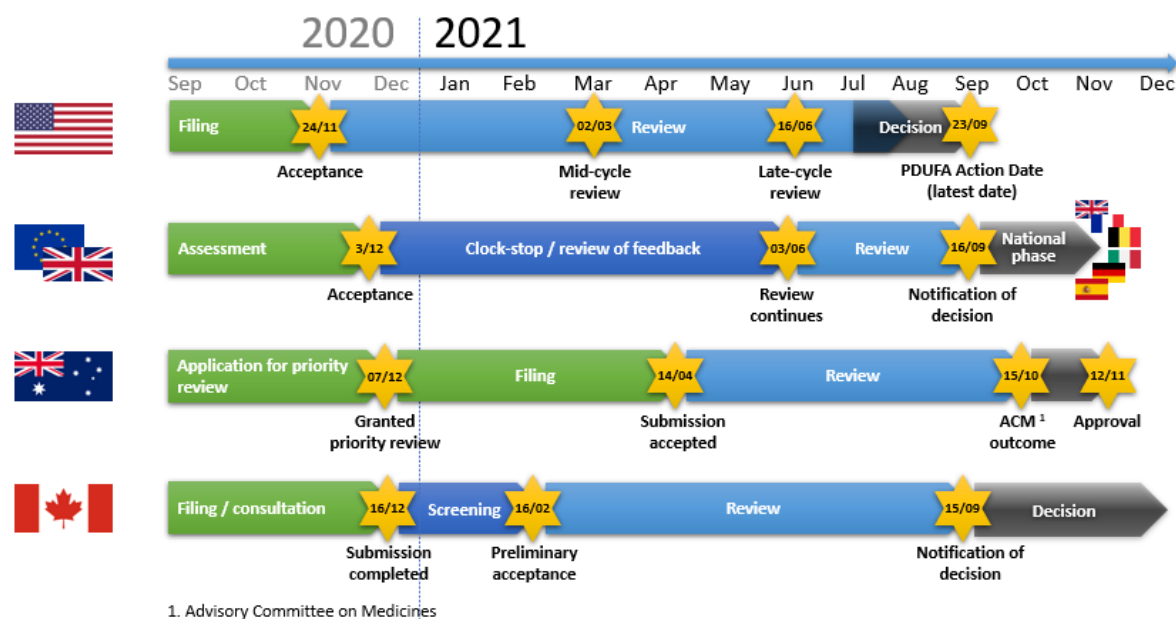 2020 2021
Sep Oct Nov Dec Jan Feb Mar Apr May Jun Jul Aug Sep Oct Nov Dec
Filing 24/11 02/03 Review 16/06 Decision 23/09
Acceptance Mid-cycle Late-cycle PDUFA Action Date
review review (latest date)
Assessment 3/12 Clock-stop / review of feedback 03/06 Review 16/09 National
phase
Acceptance Review Notification of
continues decision
Application for priority
review 07/12 Filing 14/04 Review 15/10 12/11
Granted Submission ACM 1 Approval
priority review accepted outcome
Filing / consultation 16/12 Screening 16/02 Review 15/09 Decision
Submission Preliminary Notification of
completed acceptance decision
1. Advisory Committee on Medicines